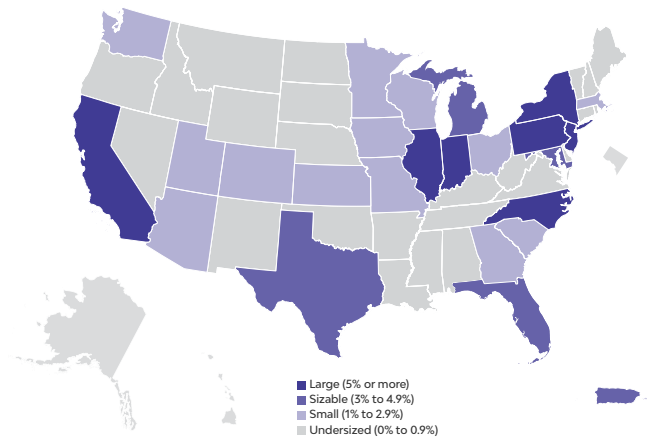 Large (5% or more)
Sizable (3% to 4.9%)
Small (1% to 2.9%)
Undersized (0% to 0.9%)